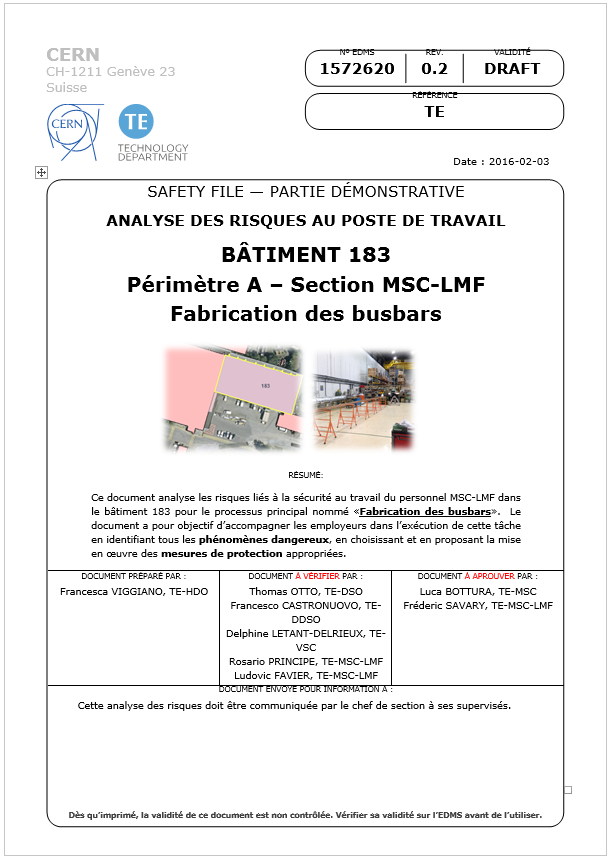 CERN
CH-1211 Genève 23
Suisse
Nº EDMS
REV.
VALIDITÉ
1572620
0.2
DRAFT
RÉFÉRENCE
TE
CERN
TE
TECHNOLOGY
DEPARTMENT
Date : 2016-02-03
SAFETY FILE — PARTIE DÉMONSTRATIVE
ANALYSE DES RISQUES AU POSTE DE TRAVAIL
BÂTIMENT 183
Périmètre A – Section MSC-LMF
Fabrication des busbars
183
RÉSUMÉ:
Ce document analyse les risques liés à la sécurité au travail du personnel MSC-LMF dans
le bâtiment 183 pour le processus principal nommé «Fabrication des busbars». Le
document a pour objectif d’accompagner les employeurs dans l’exécution de cette tâche
en identifiant tous les phénomènes dangereux, en choisissant et en proposant la mise
en œuvre des mesures de protection appropriées.
DOCUMENT PRÉPARÉ PAR :
Francesca VIGGIANO, TE-HDO
DOCUMENT À VÉRIFIER PAR :
Thomas OTTO, TE-DSO
Francesco CASTRONUOVO, TE-
DDSO
Delphine LETANT-DELRIEUX, TE-
VSC
Rosario PRINCIPE, TE-MSC-LMF
Ludovic FAVIER, TE-MSC-LMF
DOCUMENT À APROUVER PAR :
Luca BOTTURA, TE-MSC
Fréderic SAVARY, TE-MSC-LMF
DOCUMENT ENVOYÉ POUR INFORMATION À :
Cette analyse des risques doit être communiquée par le chef de section à ses supervisés.
Dès qu’imprimé, la validité de ce document est non contrôlée. Vérifier sa validité sur l’EDMS avant de l’utiliser.